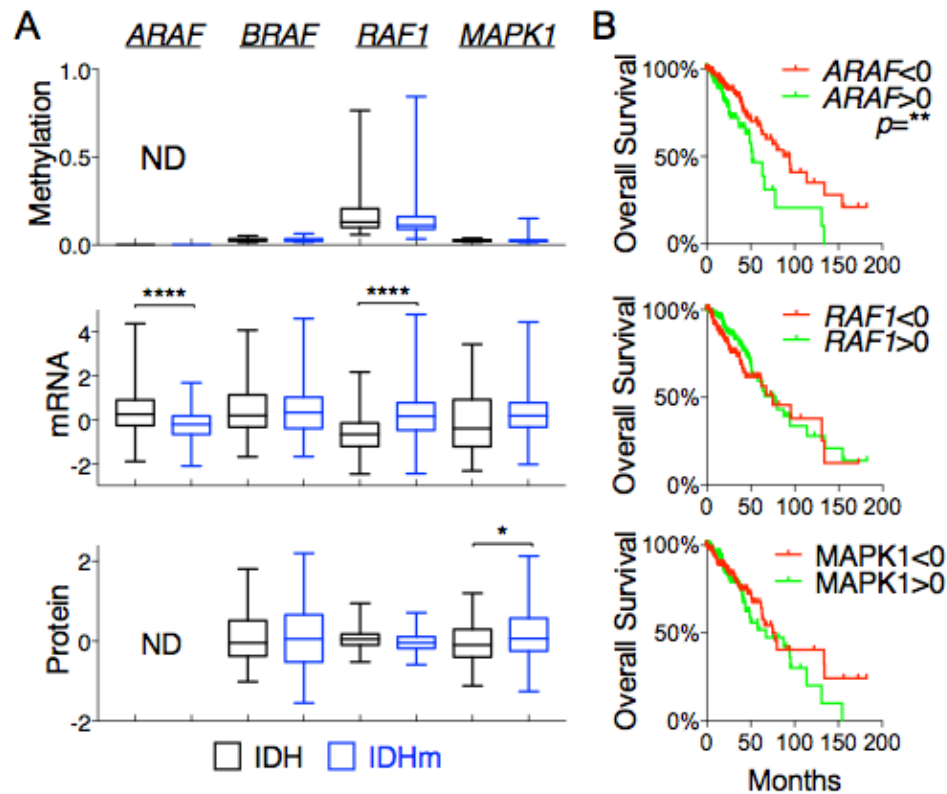 A
ARAF BRAF RAF1 MAPK1
Methylation
1.0
0.5
0.0
ND
mRNA
4
2
0
-2
****
****
Protein
2
0
-2
ND
*
IDH IDHm
B
Overall Survival
100%
50%
0%
ARAF<0
ARAF>0
p=**
0 50 100 150 200
Overall Survival
100%
50%
0%
RAF1<0
RAF1>0
0 50 100 150 200
Overall Survival
100%
50%
0%
MAPK1<0
MAPK1>0
0 50 100 150 200
Months